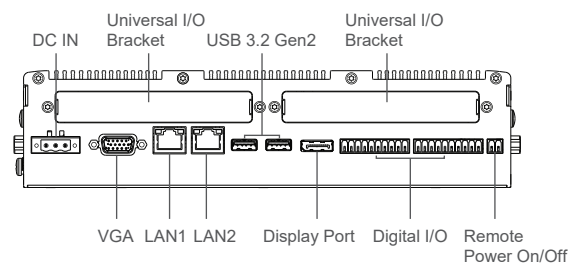 Universal I/O
Bracket
DC IN
USB 3.2 Gen2
Universal I/O
Bracket
VGA
LAN1
LAN2
Display Port
Digital I/O
Remote
Power On/Off